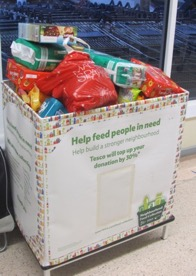 Help feed people in need
Help build a stronger neighbourhood
Tesco will top up your
donation by 30%*